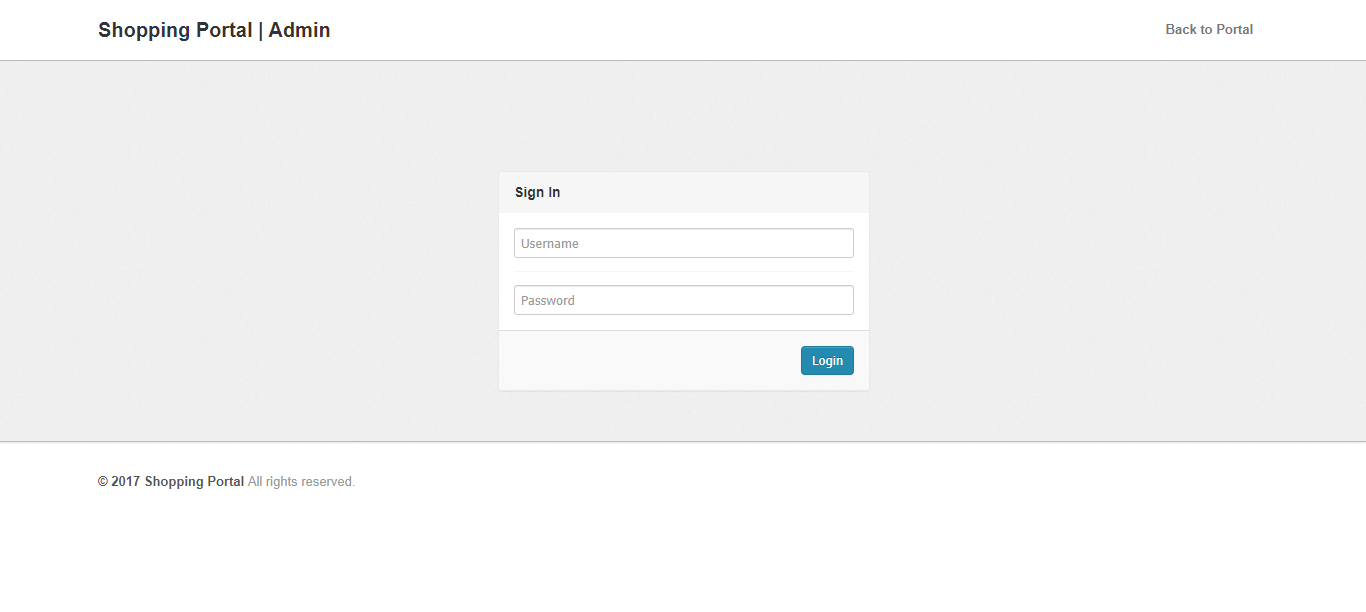 Shopping Portal | Admin
Back to Portal
Sign In
Username
Password
Login
© 2017 Shopping Portal All rights reserved.